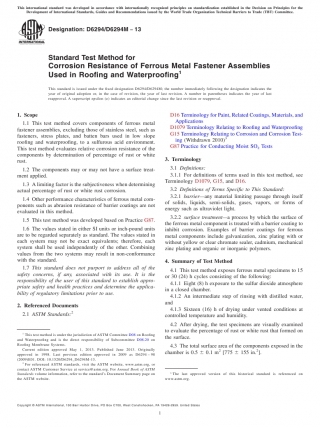 This international standard was developed in accordance with internationally recognized principles on standardization established in the Decision on Principles for the
Development of International Standards, Guides and Recommendations issued by the World Trade Organization Technical Barriers to Trade (TBT) Committee.
Designation: D6294/D6294M − 13
Standard Test Method for
Corrosion Resistance of Ferrous Metal Fastener Assemblies
Used in Roofing and Waterproofing1
This standard is issued under the fixed designation D6294/D6294M; the number immediately following the designation indicates the
year of original adoption or, in the case of revision, the year of last revision. A number in parentheses indicates the year of last
reapproval. A superscript epsilon (ε) indicates an editorial change since the last revision or reapproval.
1. Scope
1.1 This test method covers components of ferrous metal
fastener assemblies, excluding those of stainless steel, such as
fasteners, stress plates, and batten bars used in low slope
roofing and waterproofing, to a sulfurous acid environment.
This test method evaluates relative corrosion resistance of the
components by determination of percent of rust or white
rust.
1.2 The components may or may not have a surface treat-
ment applied.
1.3 A limiting factor is the subjectiveness when determining
actual percentage of rust or white rust corrosion.
1.4 Other performance characteristics of ferrous metal com-
ponents such as abrasion resistance of barrier coatings are not
evaluated in this method.
1.5 This test method was developed based on Practice G87.
1.6 The values stated in either SI units or inch-pound units
are to be regarded separately as standard. The values stated in
each system may not be exact equivalents; therefore, each
system shall be used independently of the other. Combining
values from the two systems may result in non-conformance
with the standard.
1.7 This standard does not purport to address all of the
safety concerns, if any, associated with its use. It is the
responsibility of the user of this standard to establish appro-
priate safety and health practices and determine the applica-
bility of regulatory limitations prior to use.
2. Referenced Documents
2.1 ASTM Standards:2
1 This test method is under the jurisdiction of ASTM Committee D08 on Roofing
and Waterproofing and is the direct responsibility of Subcommittee D08.20 on
Roofing Membrane Systems.
Current edition approved May 1, 2013. Published June 2013. Originally
approved in 1998. Last previous edition approved in 2009 as D6294 – 98
(2009). DOI: 10.1520/D6294_D6294M-13.
2 For referenced ASTM standards, visit the ASTM website, www.astm.org, or
contact ASTM Customer Service at service@astm.org. For Annual Book of ASTM
Standards volume information, refer to the standard's Document Summary page on
the ASTM website.
D16 Terminology for Paint, Related Coatings, Materials, and
Applications
D1079 Terminology Relating to Roofing and Waterproofing
G15 Terminology Relating to Corrosion and Corrosion Test-
ing (Withdrawn 2010)3
G87 Practice for Conducting Moist SO2 Tests
3. Terminology
3.1 Definitions:
3.1.1 For definitions of terms used in this test method, see
Terminology D1079, G15, and D16.
3.2 Definitions of Terms Specific to This Standard:
3.2.1 barrier—any material limiting passage through itself
of solids, liquids, semi-solids, gases, vapors, or forms of
energy such as ultraviolet light.
3.2.2 surface treatment—a process by which the surface of
the ferrous metal component is treated with a barrier coating to
inhibit corrosion. Examples of barrier coatings for ferrous
metal components include galvanization, zinc plating with or
without yellow or clear chromate sealer, cadmium, mechanical
zinc plating and organic or inorganic polymers.
4. Summary of Test Method
4.1 This test method exposes ferrous metal specimens to 15
or 30 (24) h cycles consisting of the following:
4.1.1 Eight (8) h exposure to the sulfur dioxide atmosphere
in a closed chamber.
4.1.2 An intermediate step of rinsing with distilled water,
and
4.1.3 Sixteen (16) h of drying under vented conditions at
controlled temperature and humidity.
4.2 After drying, the test specimens are visually examined
to evaluate the percentage of rust or white rust that formed on
the surface.
4.3 The total surface area of the components exposed in the
chamber is 0.5 ± 0.1 m2 [775 ± 155 in.2].
3 The last approved version of this historical standard is referenced on
www.astm.org.
Copyright © ASTM International, 100 Barr Harbor Drive, PO Box C700, West Conshohocken, PA 19428-2959. United States
1